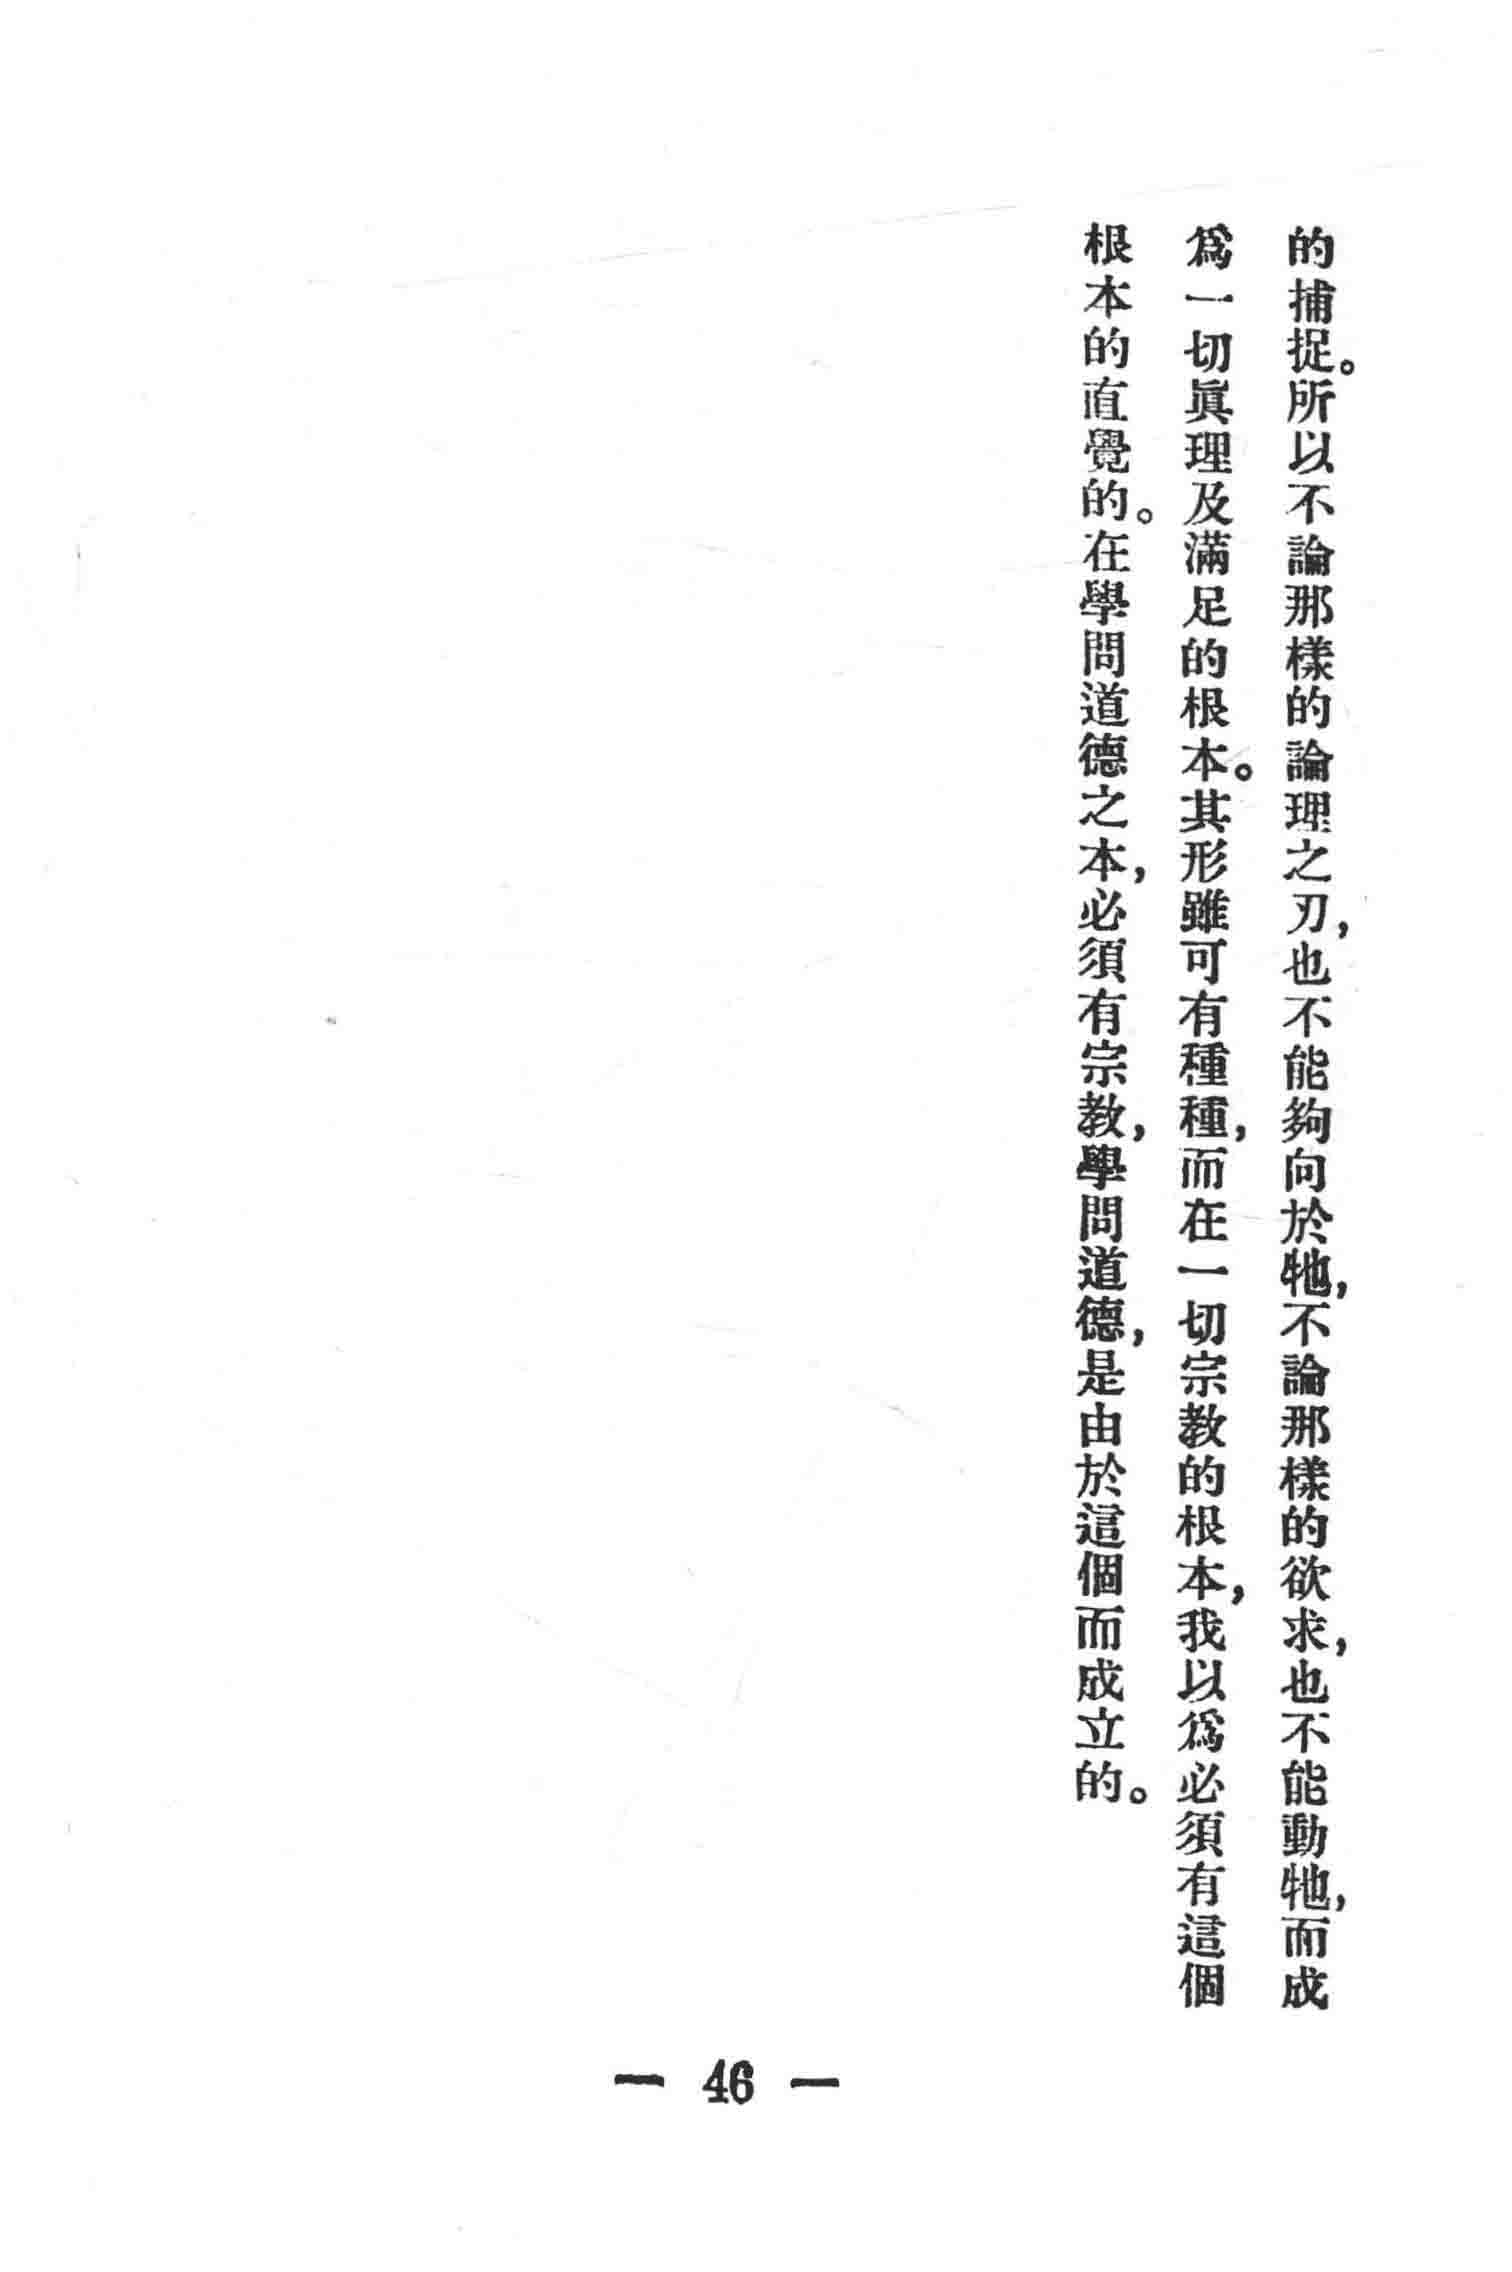 的捕捉。所以不論那樣的論理之刃，也不能夠向於牠，不論那樣的欲求，也不能動牠，而成
爲一切眞理及滿足的根本。其形雖可有種種，而在一切宗教的根本，我以爲必須有這個
根本的直覺的。在學問道德之本，必須有宗教，學問道德，是由於這個而成立的。
— 46 —